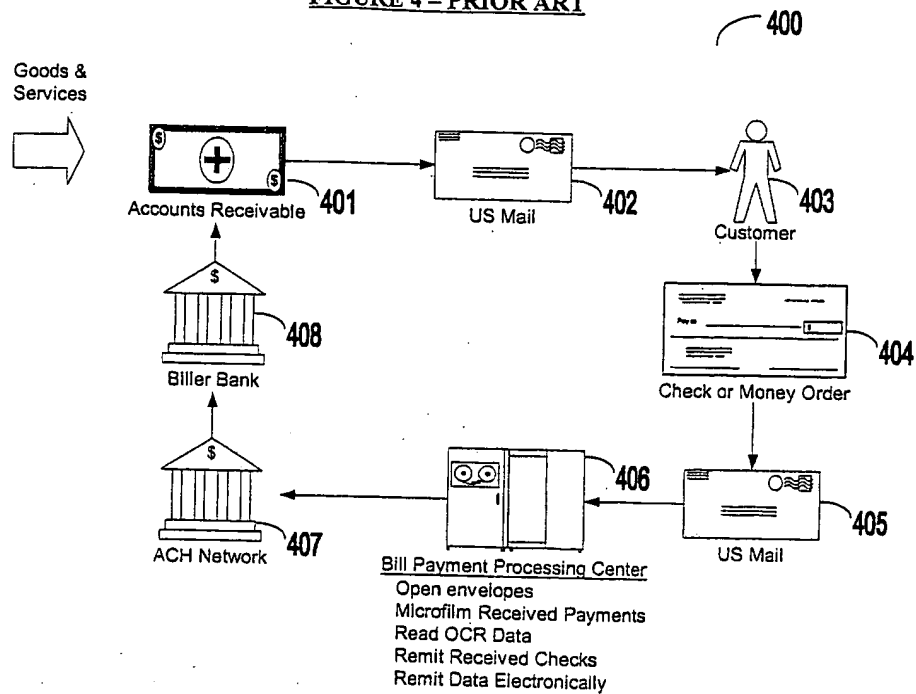 FIGURE 4 – PRIOR ART
400
Goods &
Services
$
$
401
Accounts Receivable
402
US Mail
403
Customer
$
408
Biller Bank
Pay to
$
404
Check or Money Order
$
407
ACH Network
406
405
US Mail
Bill Payment Processing Center
Open envelopes
Microfilm Received Payments
Read OCR Data
Remit Received Checks
Remit Data Electronically